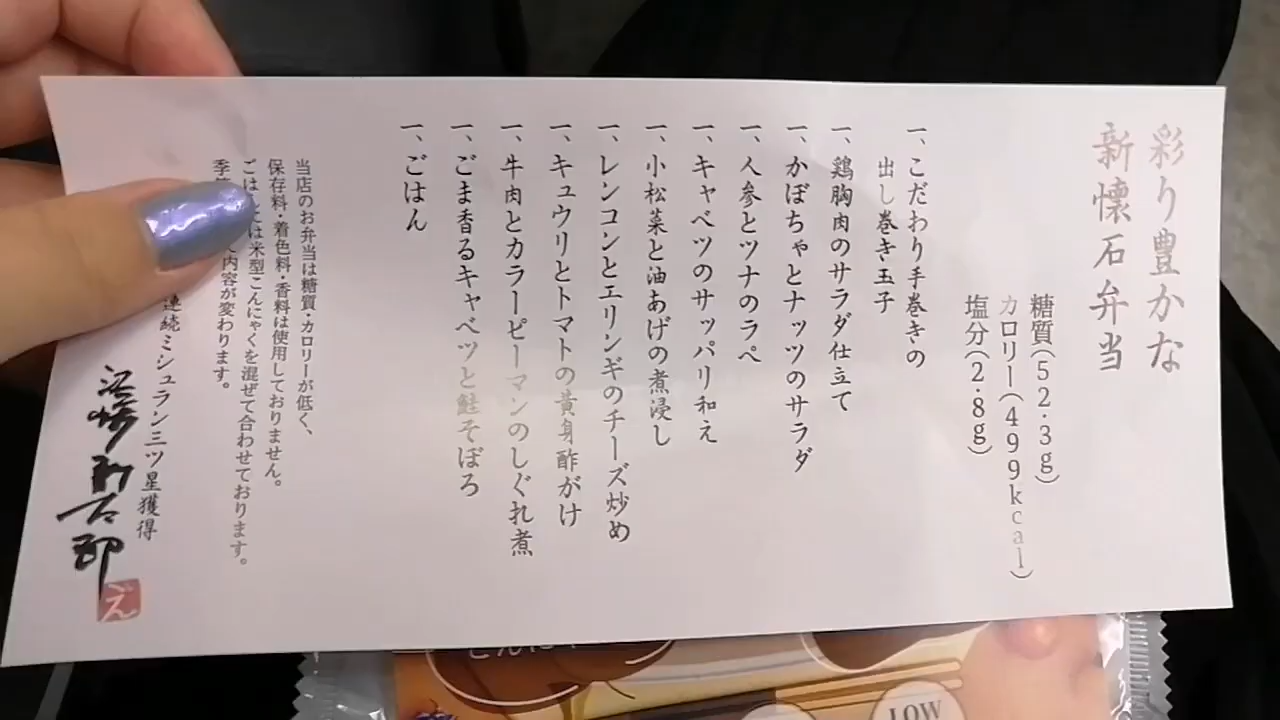 彩り豊かな
新懐石弁当
糖質(52.3g)
カロリー(499kcal)
塩分(2.8g)
一、こだわり手巻きの
出し巻き玉子
一、鶏胸肉のサラダ仕立て
一、かぼちゃとナッツのサラダ
一、人参とツナのラペ
一、キャベツのサッパリ和え
一、小松菜と油あげの煮浸し
一、レンコンとエリンギのチーズ炒め
一、キュウリとトマトの黄身酢がけ
一、牛肉とカラーピーマンのしぐれ煮
一、ごま香るキャベツと鮭そぼろ
一、ごはん
当店のお弁当は糖質・カロリーが低く、
保存料・着色料・香料は使用しておりません。
ごは は米型こんにゃくを混ぜて合わせております。
季 内容が変わります。
連続ミシュラン三ツ星獲得
え
LOW